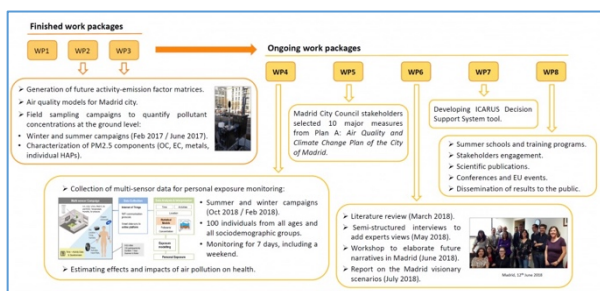 Finished work packages
WP1
WP2
WP3
Ongoing work packages
WP4
WP5
WP6
WP7
WP8
➤ Generation of future activity-emission factor matrices.
➤ Air quality models for Madrid city.
➤ Field sampling campaigns to quantify pollutant
concentrations at the ground level:
• Winter and summer campaigns (Feb 2017 / June 2017).
• Characterization of PM2.5 components (OC, EC, metals,
individual HAPs).
Madrid City Council stakeholders
selected 10 major measures
from Plan A: Air Quality and
Climate Change Plan of the City
of Madrid.
Developing ICARUS Decision
Support System tool.
➤ Summer schools and training programs.
➤ Stakeholders engagement.
➤ Scientific publications.
➤ Conferences and EU events.
➤ Dissemination of results to the public.
➤ Collection of multi-sensor data for personal exposure monitoring:
• Summer and winter campaigns
(Oct 2018 / Feb 2018).
• 100 individuals from all ages and
all sociodemographic groups.
• Monitoring for 7 days, including a
weekend.
➤ Estimating effects and impacts of air pollution on health.
➤ Literature review (March 2018).
➤ Semi-structured interviews to
add experts views (May 2018).
➤ Workshop to elaborate future
narratives in Madrid (June 2018).
➤ Report on the Madrid visionary
scenarios (July 2018).
Madrid, 12th June 2018